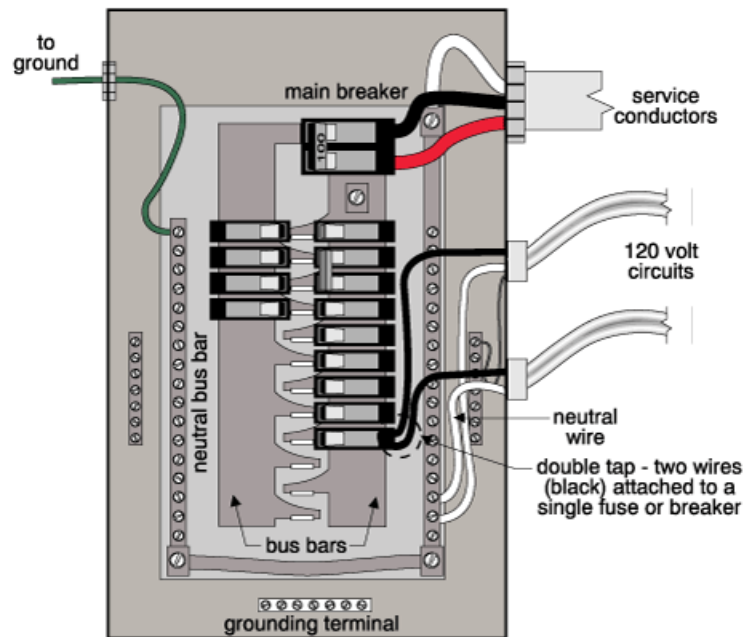 to
ground
main breaker
service
conductors
100
120 volt
circuits
neutral bus bar
neutral
wire
double tap - two wires
(black) attached to a
single fuse or breaker
bus bars
grounding terminal